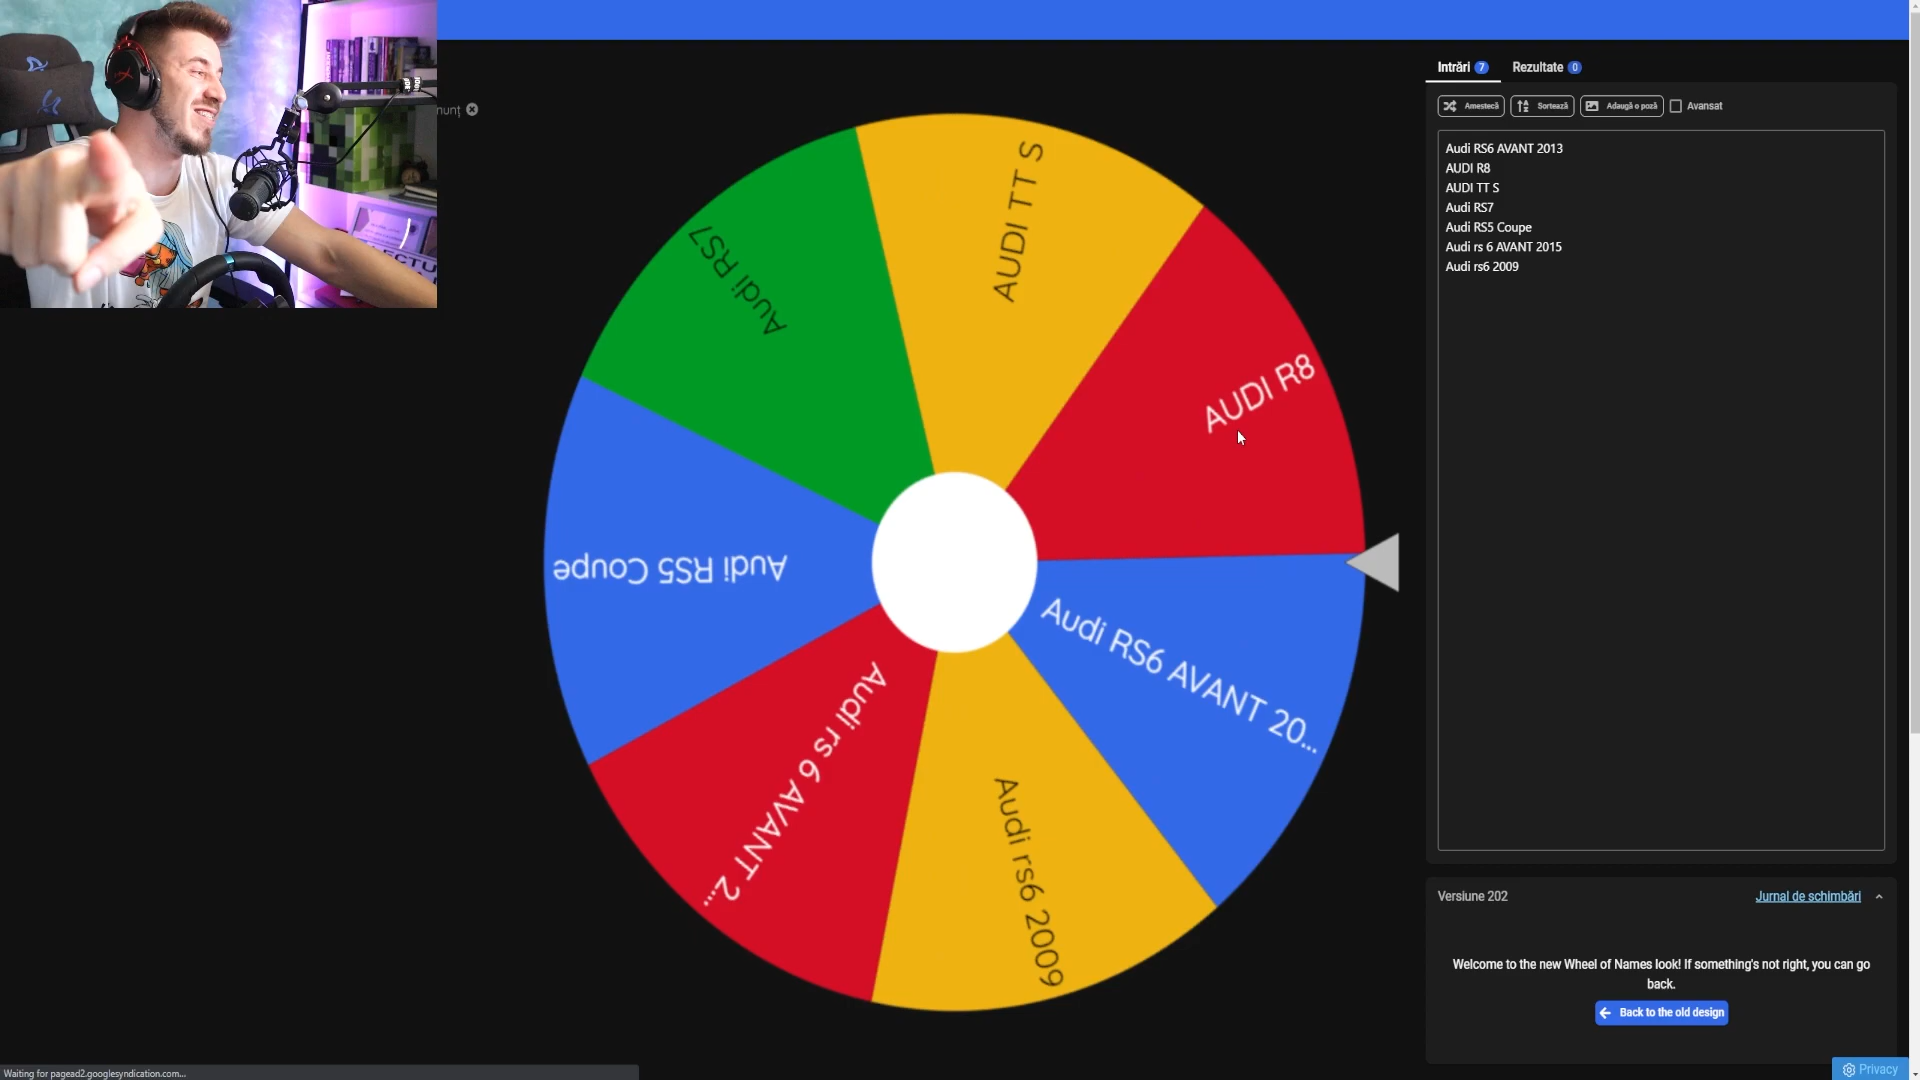 nunț
Intrări 7
Rezultate 0
Amestecă
Sortează
Adaugă o poză
Avansat
Audi RS6 AVANT 2013
AUDI R8
AUDI TT S
Audi RS7
Audi RS5 Coupe
Audi rs 6 AVANT 2015
Audi rs6 2009
AUDI TT S
AUDI R8
Audi RS7
Audi RS5 Coupe
Audi RS6 AVANT 20...
Audi rs 6 AVANT 2...
Audi rs6 2009
Versiune 202
Jurnal de schimbări
Welcome to the new Wheel of Names look! If something's not right, you can go
back.
Back to the old design
Privacy
Waiting for pagead2.googlesyndication.com...